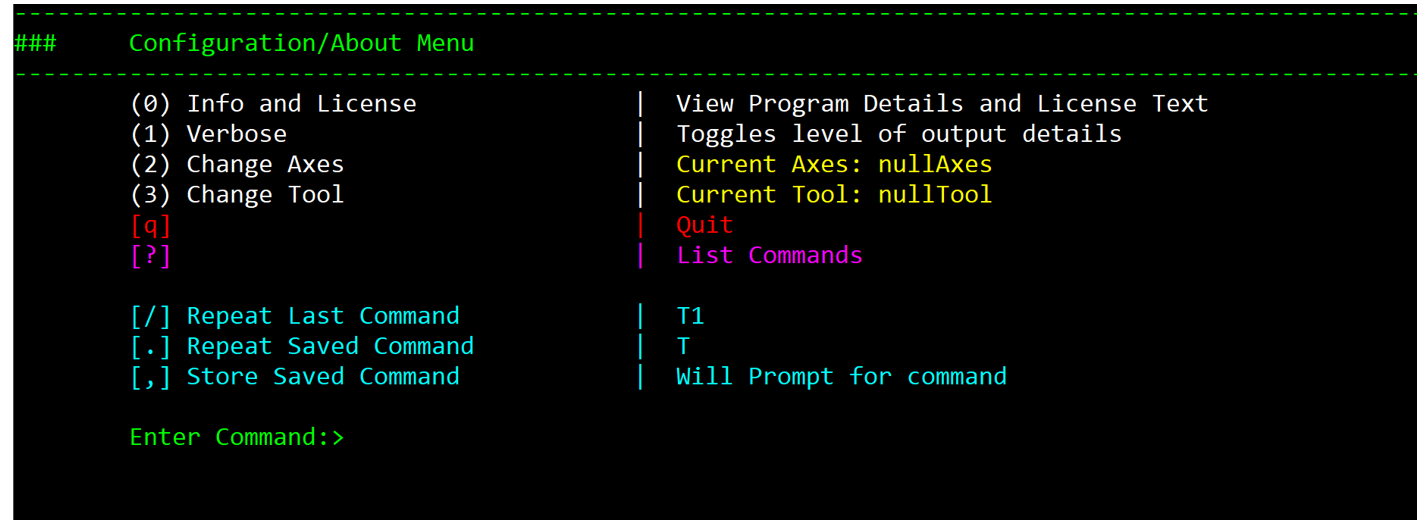 --------------------------------------------------------------------------------------------------
### Configuration/About Menu
--------------------------------------------------------------------------------------------------
(0) Info and License | View Program Details and License Text
(1) Verbose | Toggles level of output details
(2) Change Axes | Current Axes: nullAxes
(3) Change Tool | Current Tool: nullTool
[q] | Quit
[?] | List Commands
[/] Repeat Last Command | T1
[.] Repeat Saved Command | T
[,] Store Saved Command | Will Prompt for command
Enter Command:>